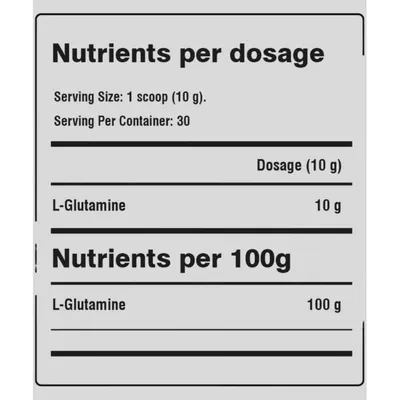 Nutrients per dosage
Serving Size: 1 scoop (10 g).
Serving Per Container: 30
Dosage (10 g)
L-Glutamine 10 g
Nutrients per 100g
L-Glutamine 100 g